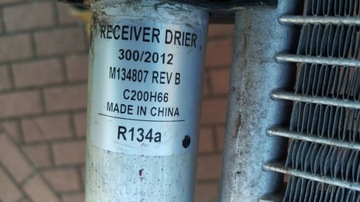 RECEIVER DRIER
300/2012
M134807 REV B
C200H66
MADE IN CHINA
R134a